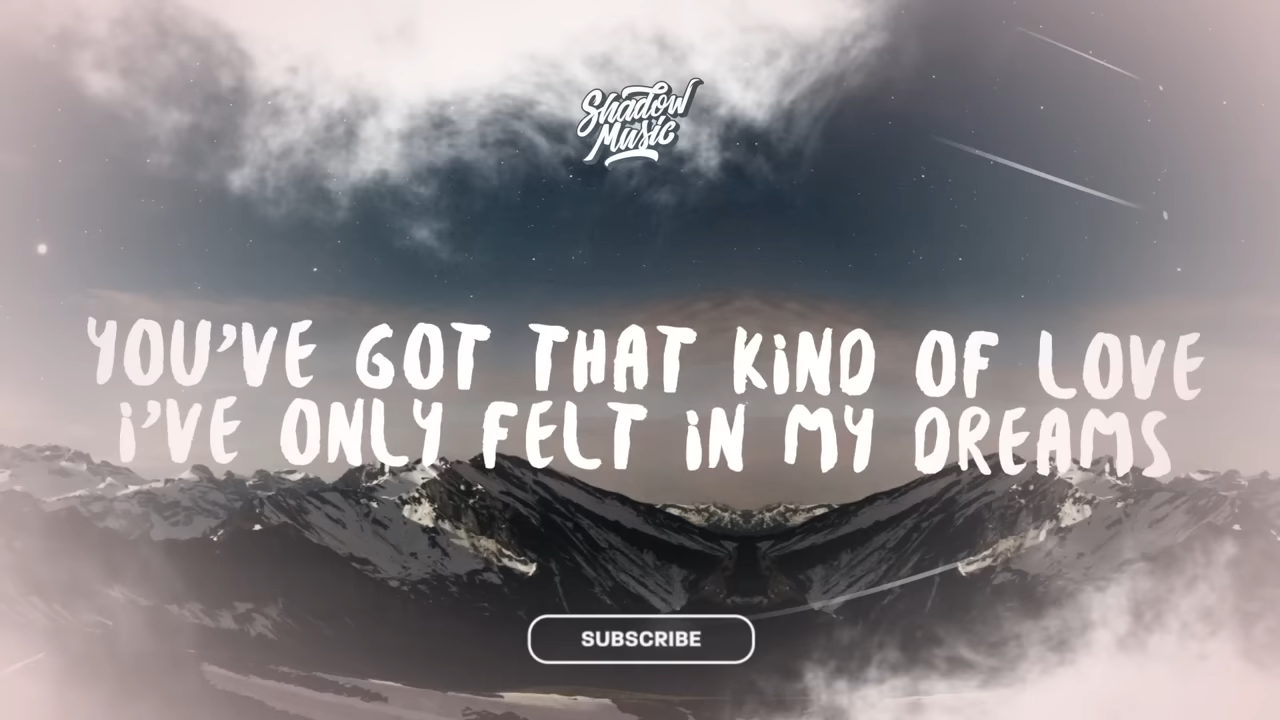 Shadow
Music
YOU'VE GOT THAT KiND OF LOVE
i'VE ONLY FELT iN MY DREAMS
SUBSCRIBE